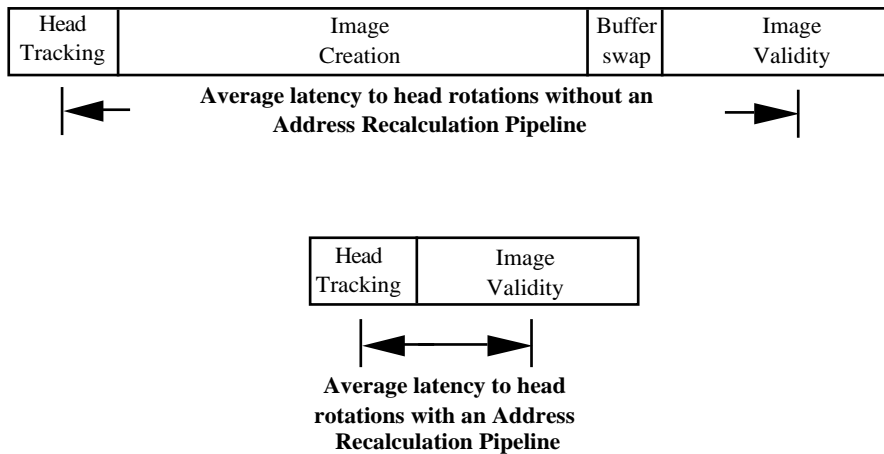 Head
Tracking
Image
Creation
Buffer
swap
Image
Validity
Average latency to head rotations without an
Address Recalculation Pipeline
Head
Tracking
Image
Validity
Average latency to head
rotations with an Address
Recalculation Pipeline